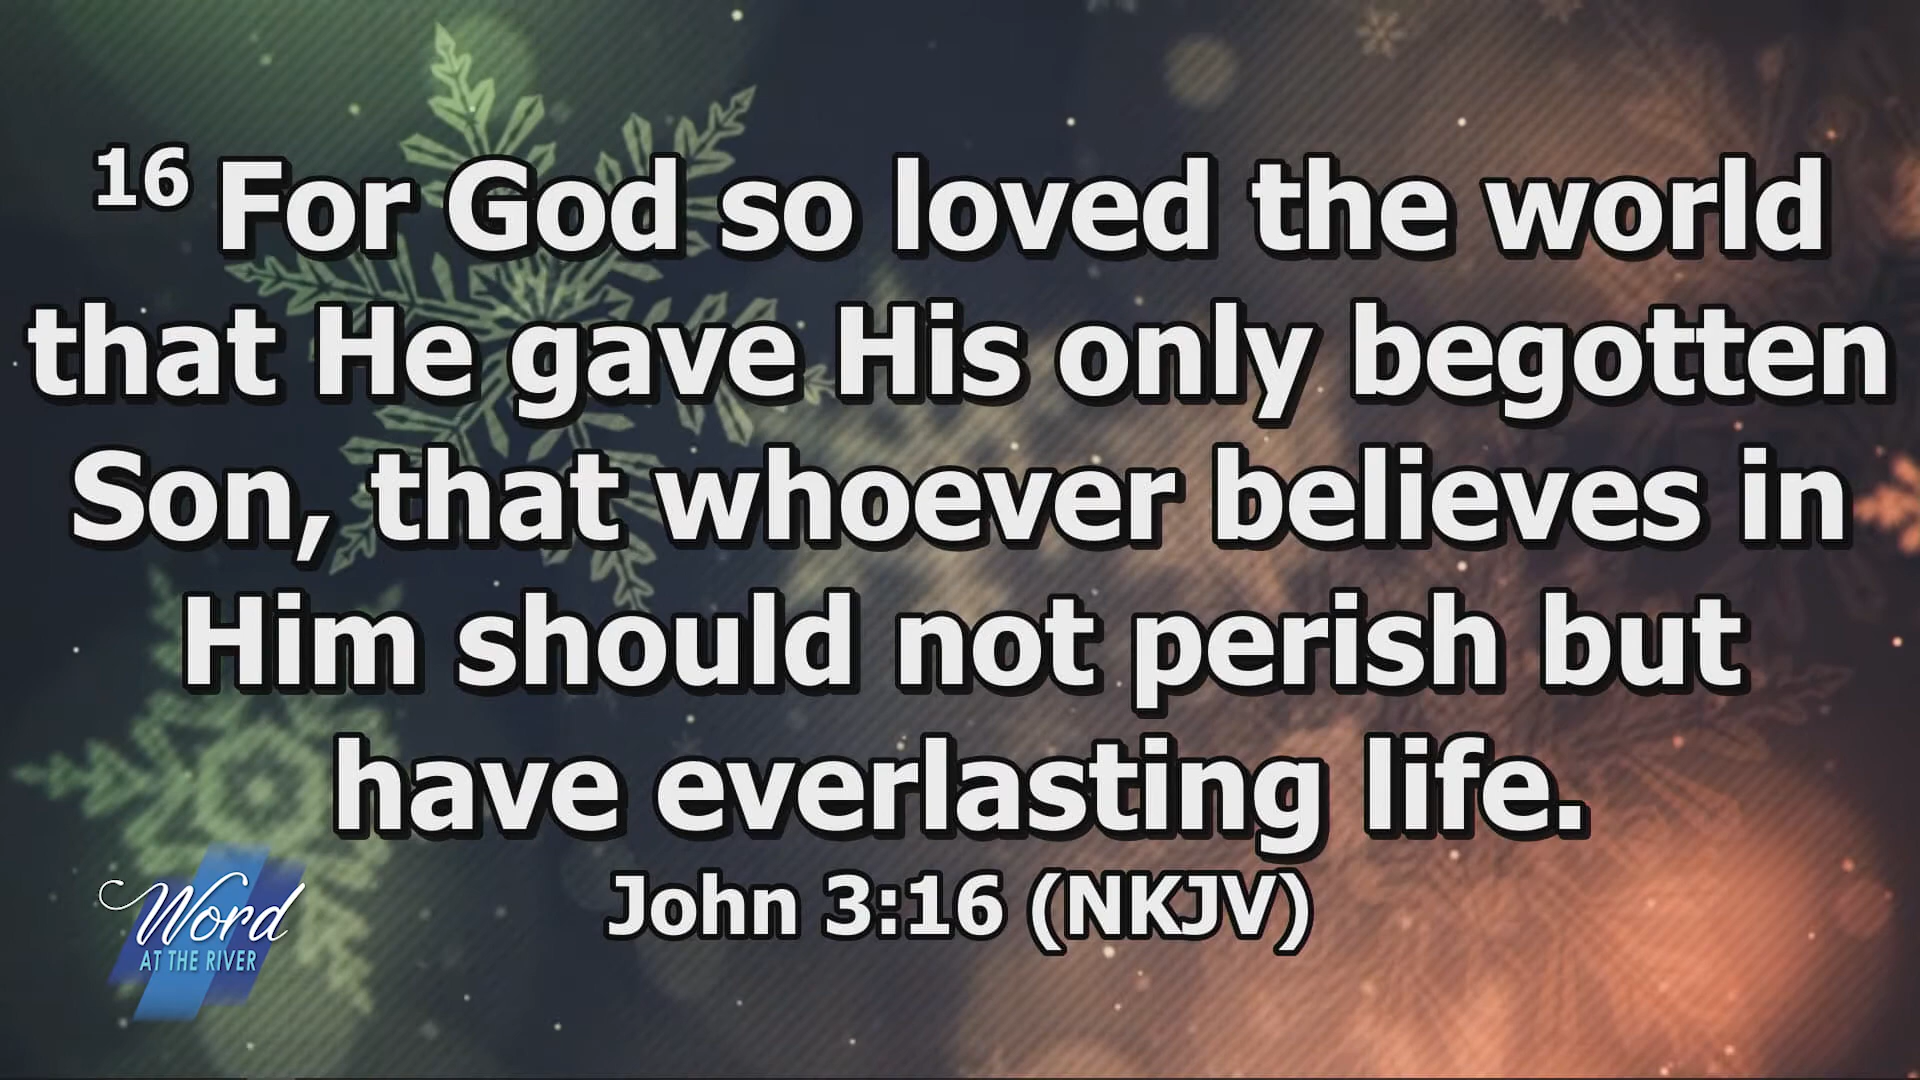 16 For God so loved the world
that He gave His only begotten
Son, that whoever believes in
Him should not perish but
have everlasting life.
John 3:16 (NKJV)
Word
AT THE RIVER